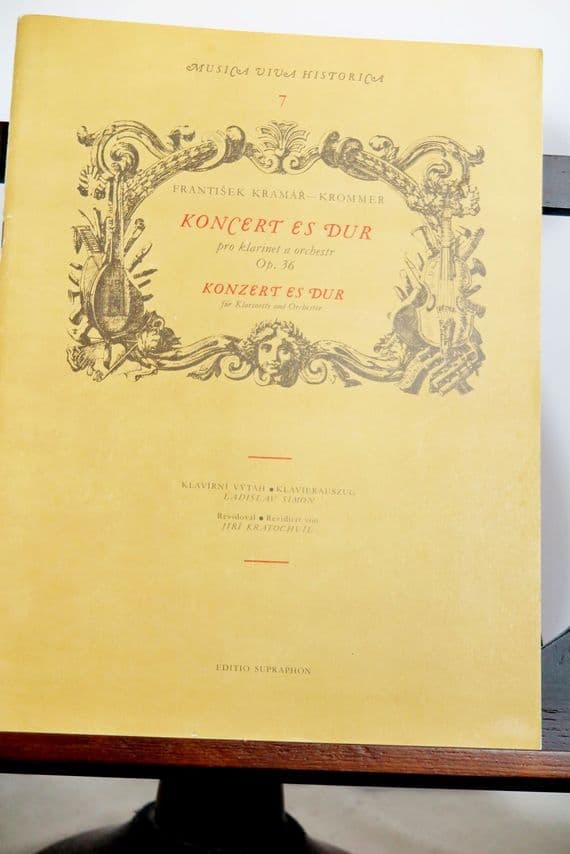 MUSICA VIVA HISTORICA
7
FRANTIŠEK KRAMÁŘ—KROMMER
KONCERT ES DUR
pro klarinet a orchestr
Op. 36
KONZERT ES DUR
für Klarinette und Orchester
KLAVÍRNÍ VÝTAH ● KLAVIERAUSZUG
LADISLAV SIMON
Revidoval ● Revidiert von
JIŘÍ KRATOCHVÍL
EDITIO SUPRAPHON